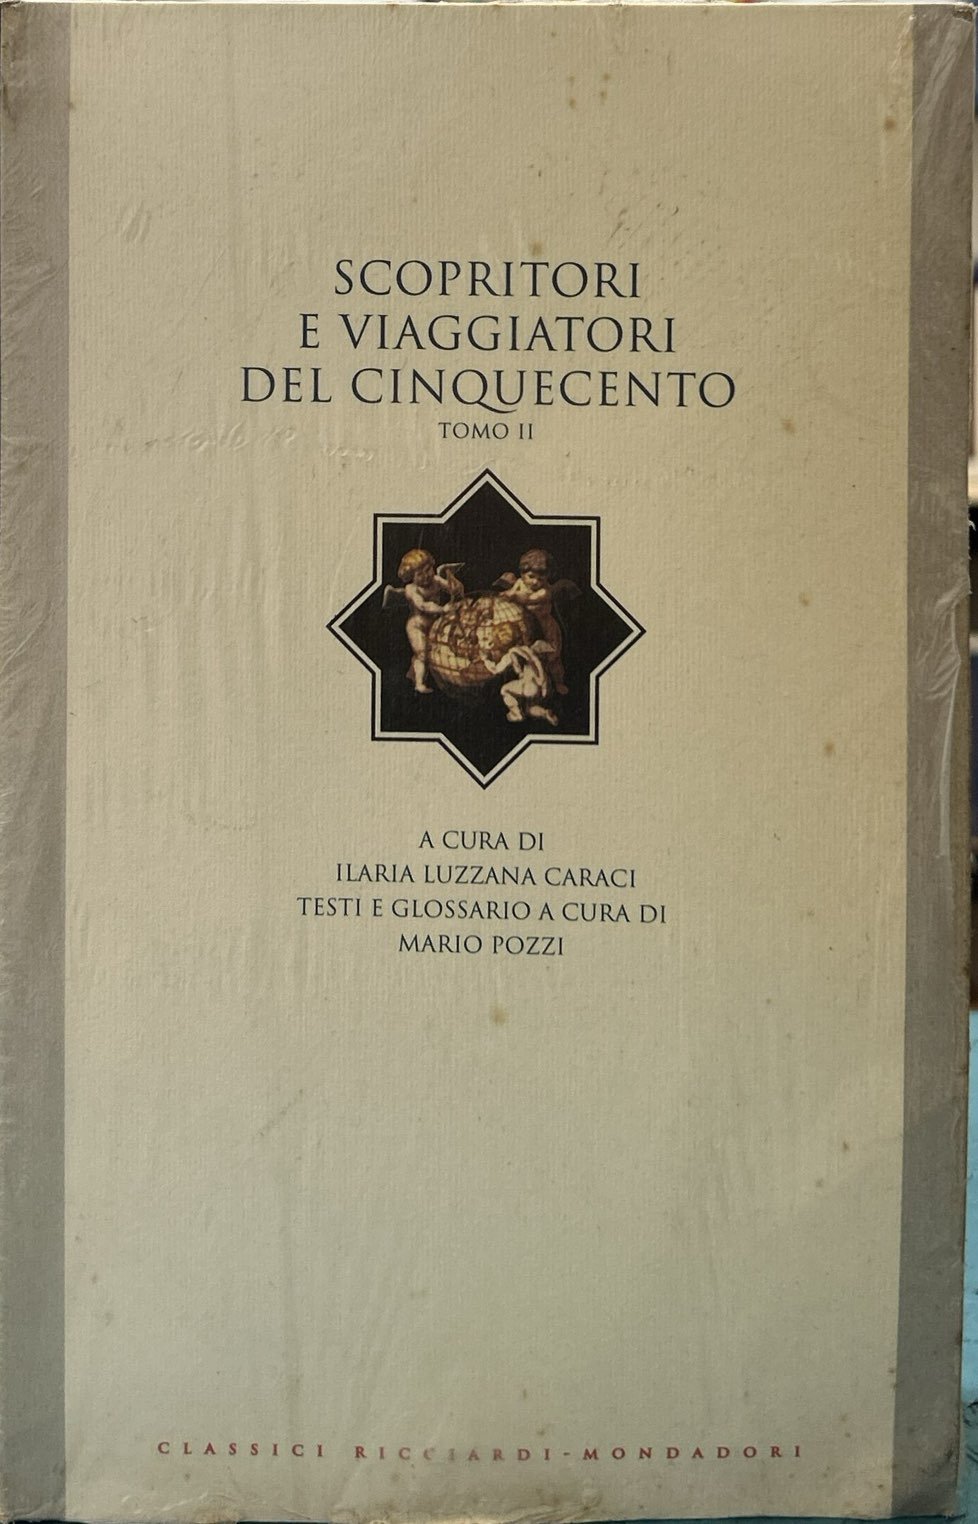 SCOPRITORI
E VIAGGIATORI
DEL CINQUECENTO
TOMO II
A CURA DI
ILARIA LUZZANA CARACI
TESTI E GLOSSARIO A CURA DI
MARIO POZZI
CLASSICI RICCIARDI-MONDADORI